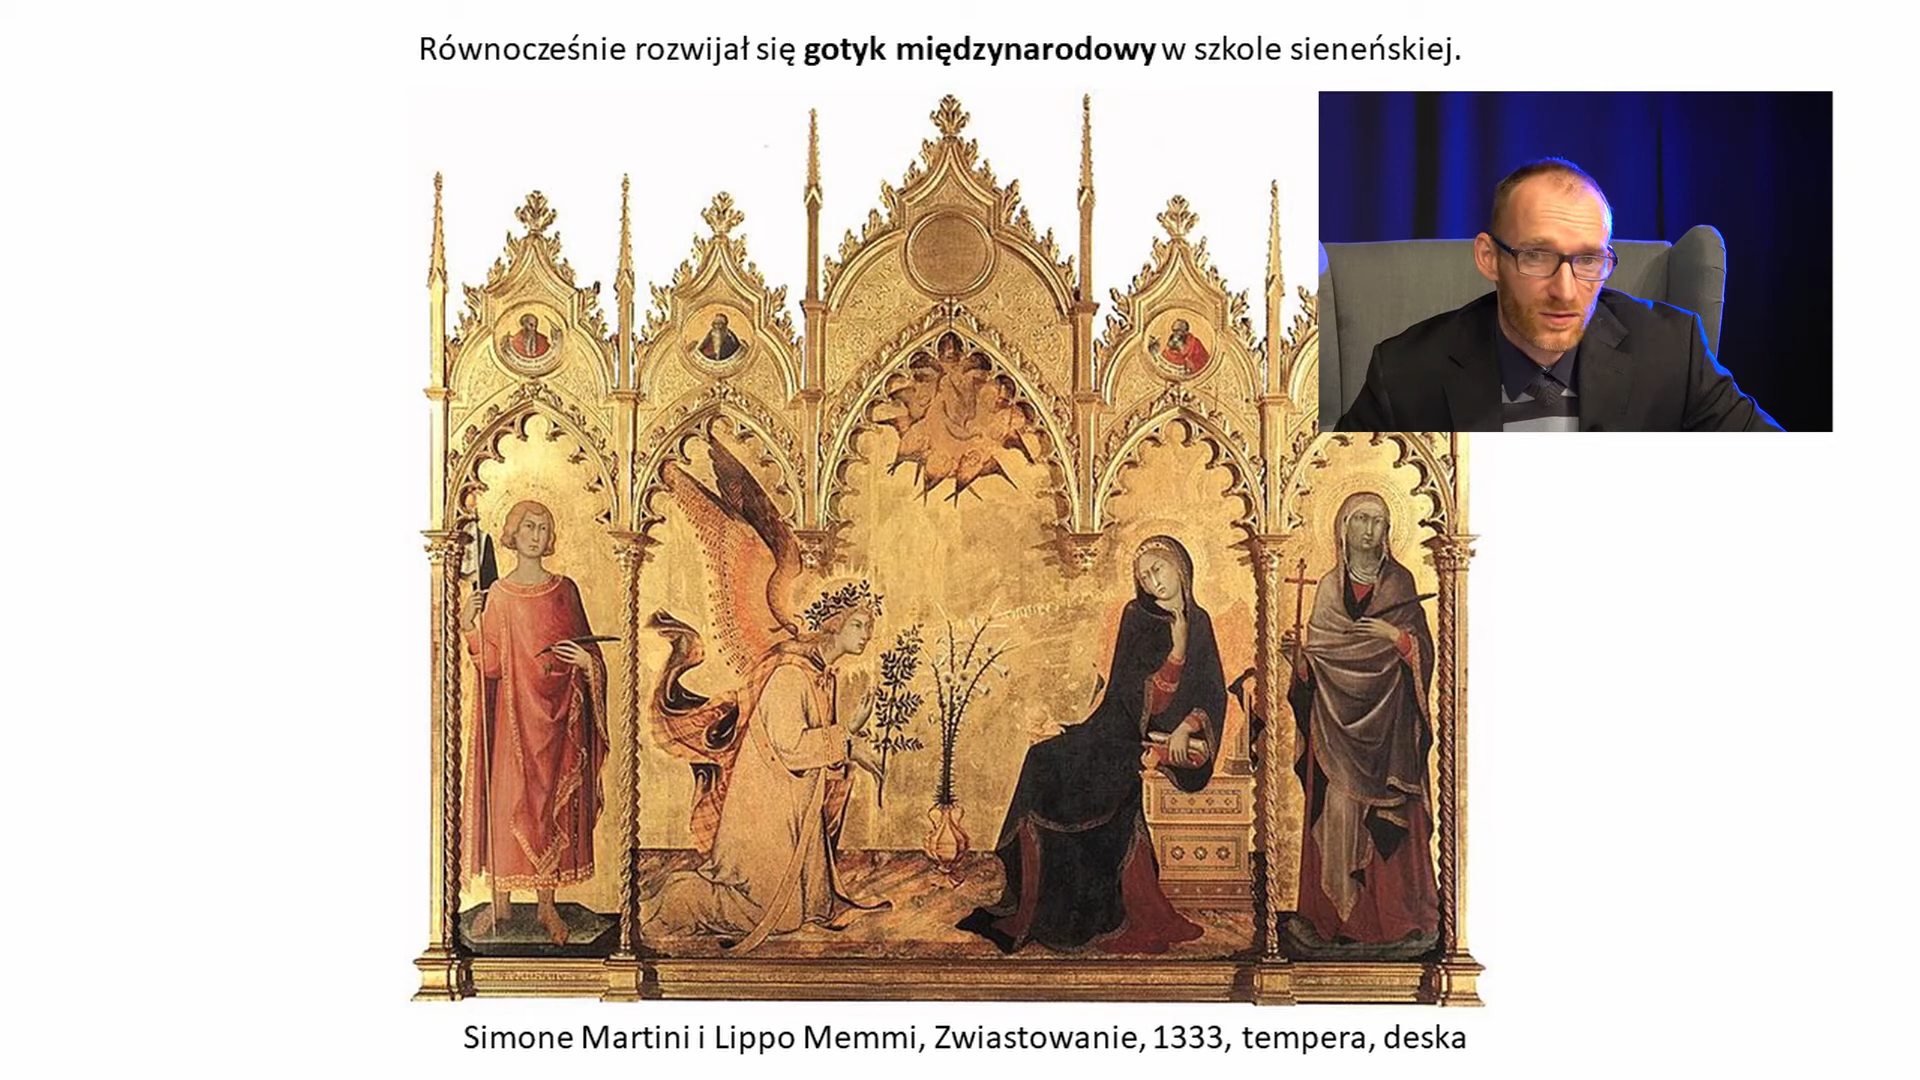 Równocześnie rozwijał się gotyk międzynarodowy w szkole sieneńskiej.
Simone Martini i Lippo Memmi, Zwiastowanie, 1333, tempera, deska